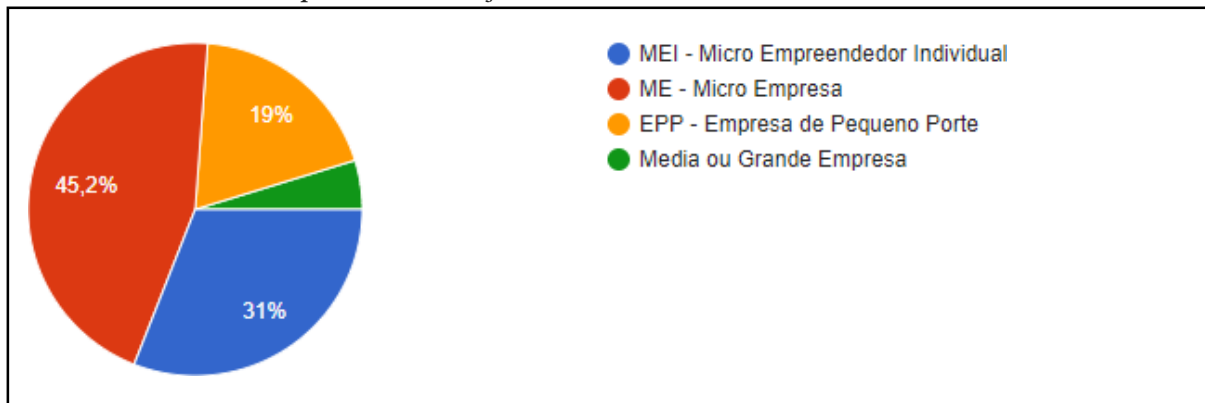 MEI - Micro Empreendedor Individual
ME - Micro Empresa
EPP - Empresa de Pequeno Porte
Media ou Grande Empresa
19%
45,2%
31%